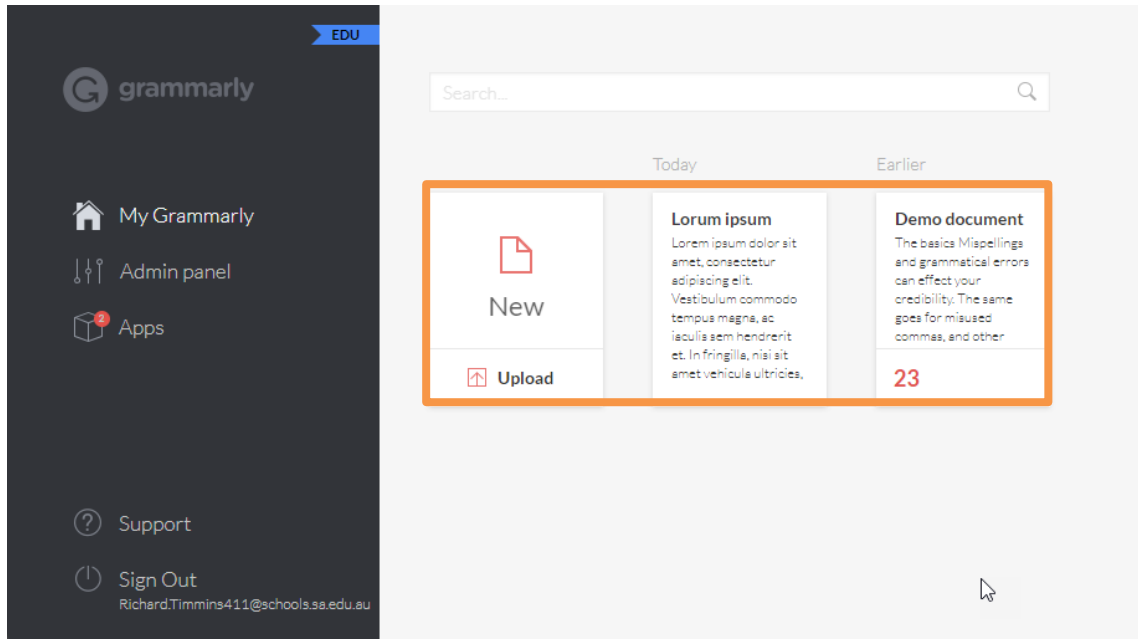 EDU
grammarly
My Grammarly
Admin panel
2
Apps
Support
Sign Out
Richard.Timmins411@schools.sa.edu.au
Search...
Today
Earlier
New
Upload
Lorum ipsum
Lorem ipsum dolor sit
amet, consectetur
adipiscing elit.
Vestibulum commodo
tempus magna, ac
iaculis sem hendrerit
et. In fringilla, nisi sit
amet vehicula ultricies,
Demo document
The basics Mispellings
and grammatical errors
can effect your
credibility. The same
goes for misused
commas, and other
23